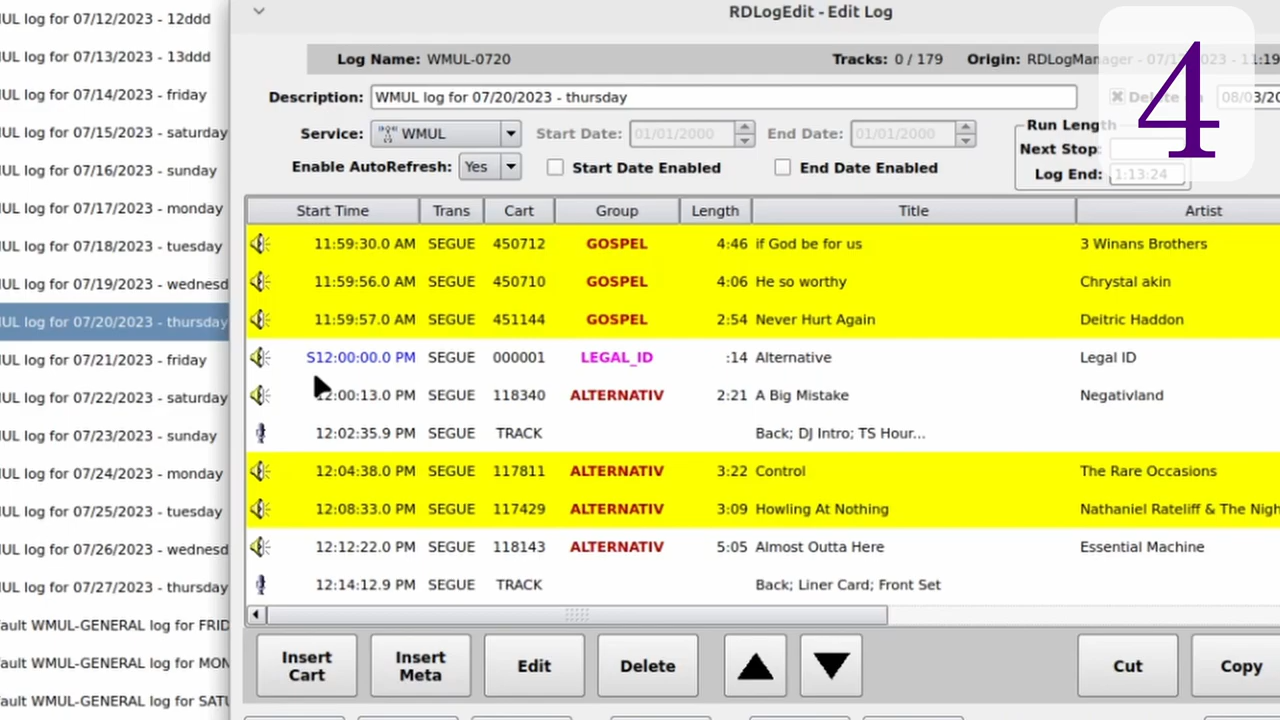 RDLogEdit - Edit Log
Log Name: WMUL-0720 Tracks: 0 / 179 Origin: RDLogManager - 07/1
4
Description: WMUL log for 07/20/2023 - thursday
Service: WMUL Start Date: 01/01/2000 End Date: 01/01/2000
Run Length
Next Stop:
Enable AutoRefresh: Yes Start Date Enabled End Date Enabled
Log End: 1:13:24
Start Time Trans Cart Group Length Title Artist
11:59:30.0 AM SEGUE 450712 GOSPEL 4:46 if God be for us 3 Winans Brothers
11:59:56.0 AM SEGUE 450710 GOSPEL 4:06 He so worthy Chrystal akin
11:59:57.0 AM SEGUE 451144 GOSPEL 2:54 Never Hurt Again Deitric Haddon
S12:00:00.0 PM SEGUE 000001 LEGAL_ID :14 Alternative Legal ID
12:00:13.0 PM SEGUE 118340 ALTERNATIV 2:21 A Big Mistake Negativland
12:02:35.9 PM SEGUE TRACK Back; DJ Intro; TS Hour...
12:04:38.0 PM SEGUE 117811 ALTERNATIV 3:22 Control The Rare Occasions
12:08:33.0 PM SEGUE 117429 ALTERNATIV 3:09 Howling At Nothing Nathaniel Rateliff & The Nigh
12:12:22.0 PM SEGUE 118143 ALTERNATIV 5:05 Almost Outta Here Essential Machine
12:14:12.9 PM SEGUE TRACK Back; Liner Card; Front Set
Insert Cart
Insert Meta
Edit
Delete
Cut
Copy
UL log for 07/12/2023 - 12ddd
UL log for 07/13/2023 - 13ddd
UL log for 07/14/2023 - friday
UL log for 07/15/2023 - saturday
UL log for 07/16/2023 - sunday
UL log for 07/17/2023 - monday
UL log for 07/18/2023 - tuesday
UL log for 07/19/2023 - wednesd
UL log for 07/20/2023 - thursday
UL log for 07/21/2023 - friday
UL log for 07/22/2023 - saturday
UL log for 07/23/2023 - sunday
UL log for 07/24/2023 - monday
UL log for 07/25/2023 - tuesday
UL log for 07/26/2023 - wednesd
UL log for 07/27/2023 - thursday
ault WMUL-GENERAL log for FRID
ault WMUL-GENERAL log for MON
ault WMUL-GENERAL log for SATU